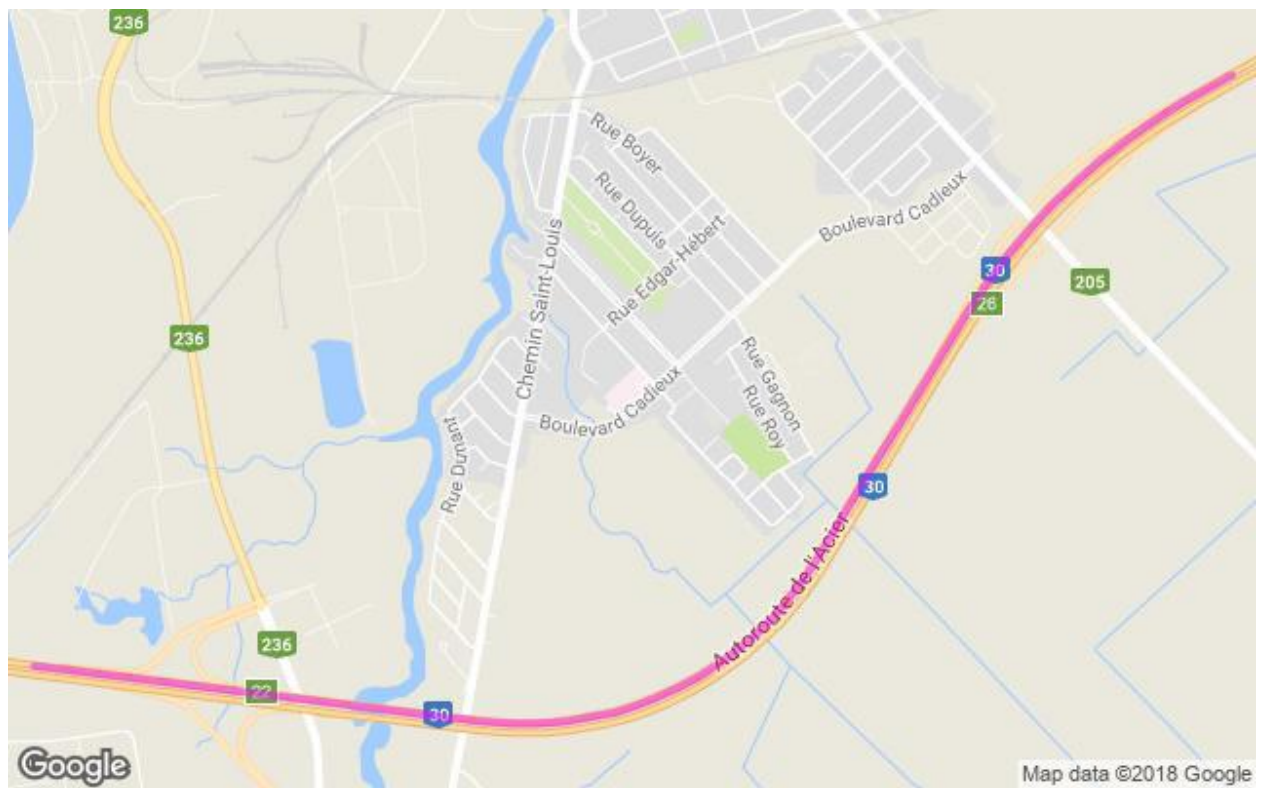 236
Rue Boyer
Rue Dupuis
Boulevard Cadieux
Rue Edgar-Hébert
Chemin Saint-Louis
30
205
26
236
Rue Gagnon
Rue Roy
Boulevard Cadieux
Rue Dunant
30
Autoroute de l'Acier
236
22
30
Google
Map data ©2018 Google